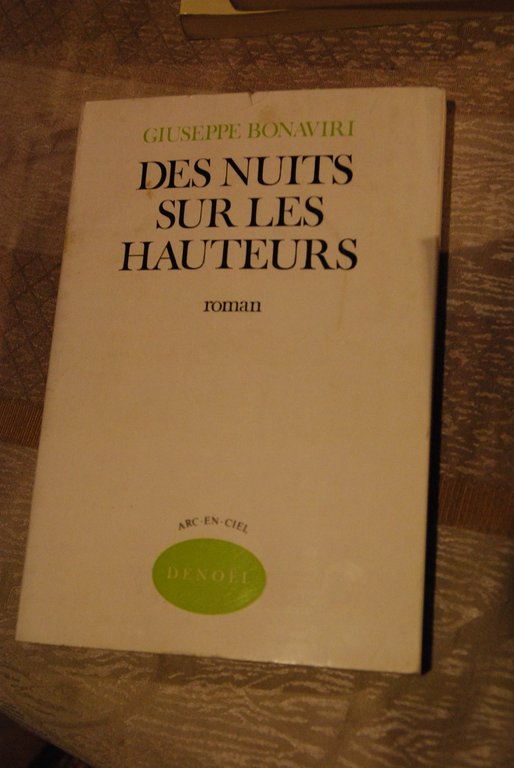 GIUSEPPE BONAVIRI
DES NUITS
SUR LES
HAUTEURS
roman
ARC-EN-CIEL
DENOËL